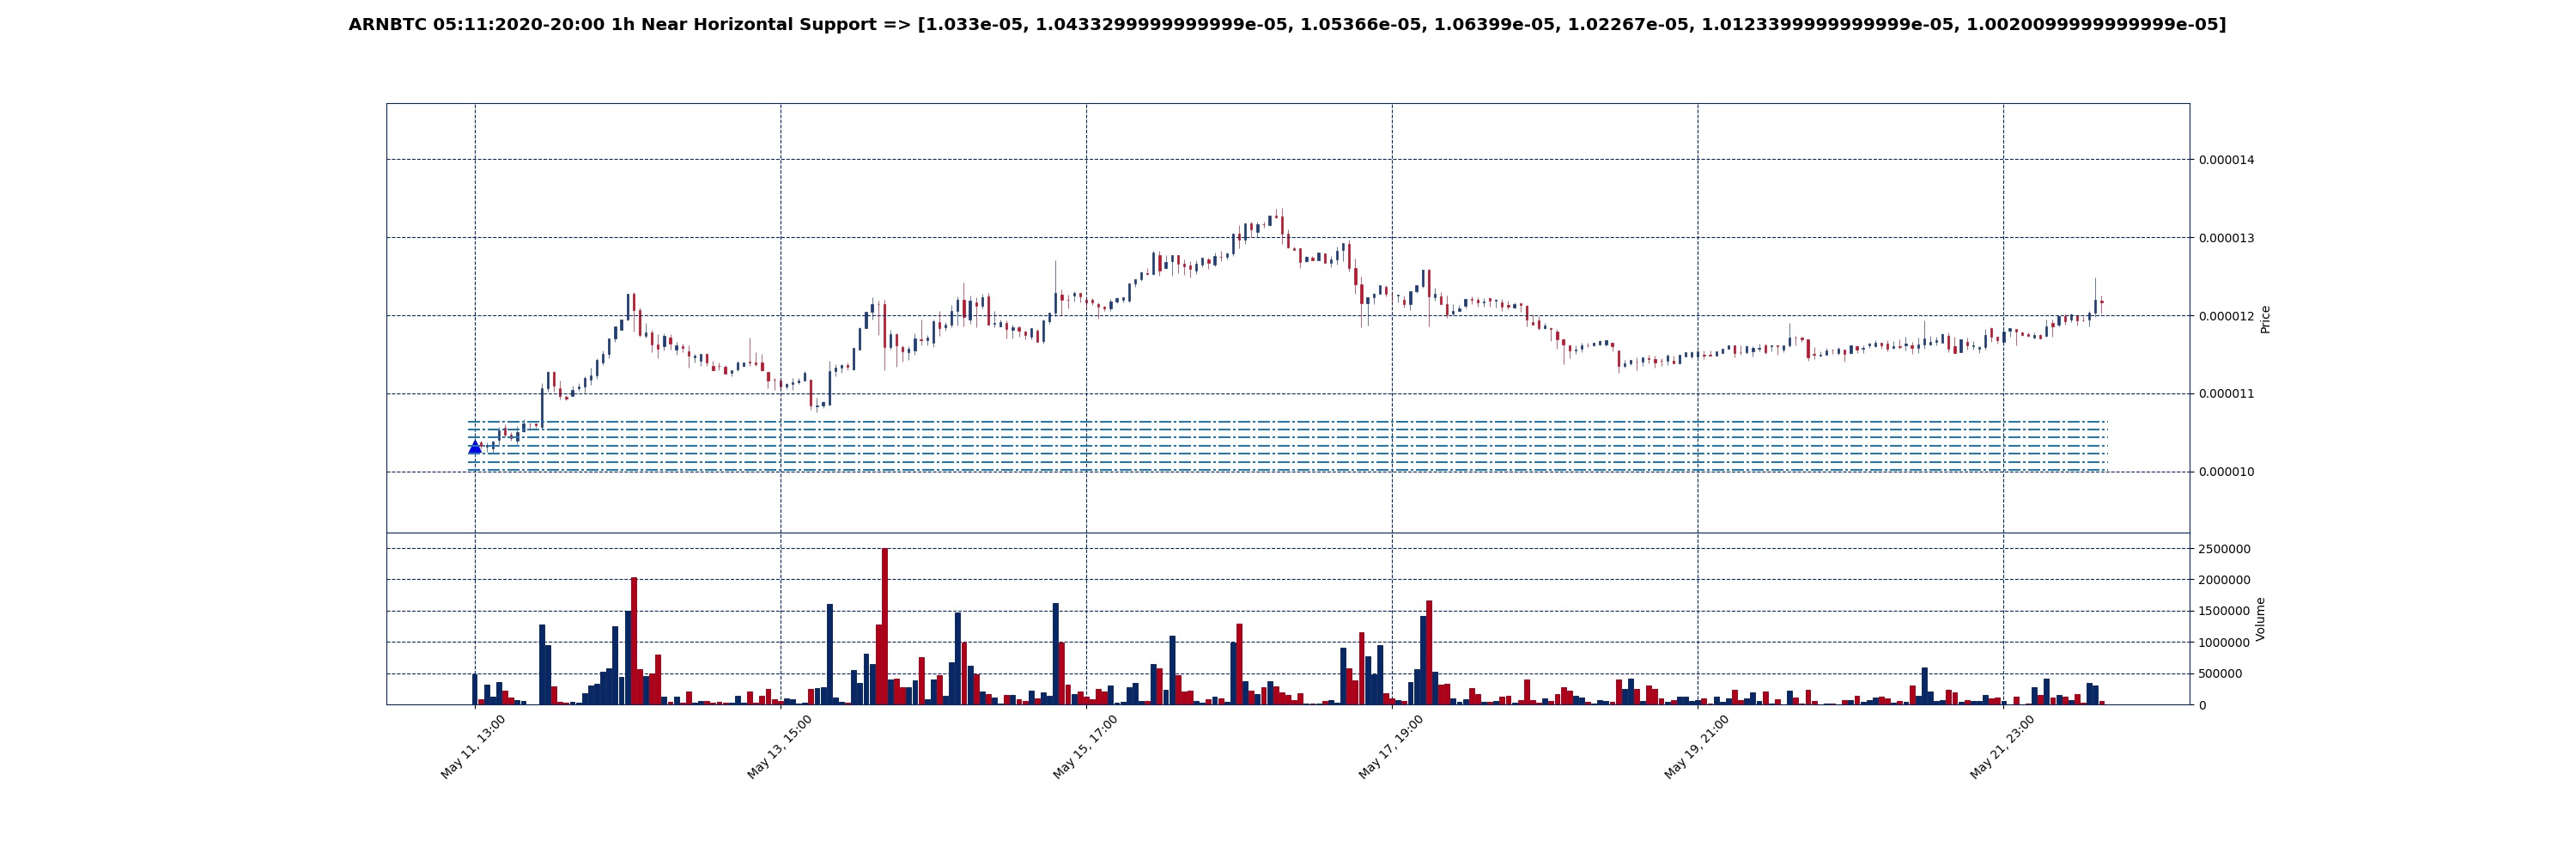 ARNBTC 05:11:2020-20:00 1h Near Horizontal Support => [1.033e-05, 1.0433299999999999e-05, 1.05366e-05, 1.06399e-05, 1.02267e-05, 1.0123399999999999e-05, 1.0020099999999999e-05]
0.000014
0.000013
0.000012
0.000011
0.000010
Price
2500000
2000000
1500000
1000000
500000
0
Volume
May 11, 13:00
May 13, 15:00
May 15, 17:00
May 17, 19:00
May 19, 21:00
May 21, 23:00